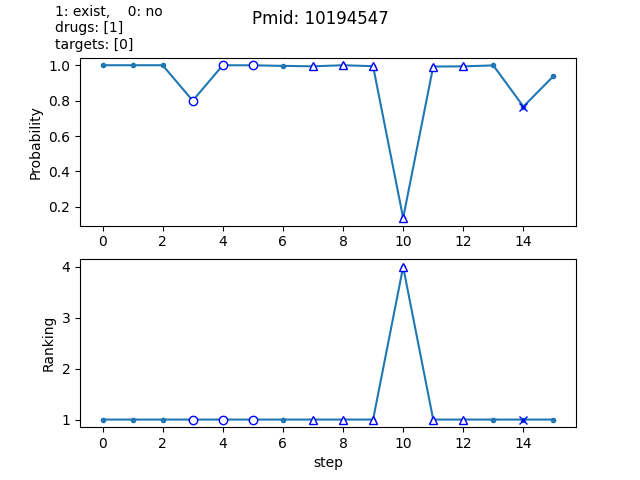 1: exist,    0: no
drugs: [1]
targets: [0]
Pmid: 10194547
Probability
1.0
0.8
0.6
0.4
0.2
0 2 4 6 8 10 12 14
Ranking
4
3
2
1
0 2 4 6 8 10 12 14
step